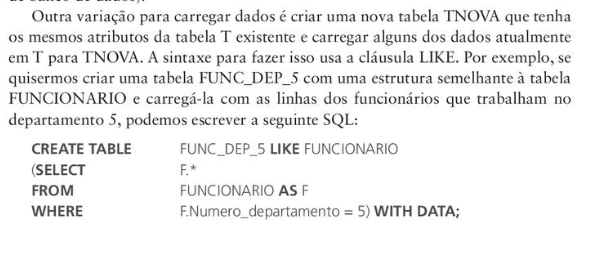 Outra variação para carregar dados é criar uma nova tabela TNOVA que tenha
os mesmos atributos da tabela T existente e carregar alguns dos dados atualmente
em T para TNOVA. A sintaxe para fazer isso usa a cláusula LIKE. Por exemplo, se
quisermos criar uma tabela FUNC_DEP_5 com uma estrutura semelhante à tabela
FUNCIONARIO e carregá-la com as linhas dos funcionários que trabalham no
departamento 5, podemos escrever a seguinte SQL:
CREATE TABLE FUNC_DEP_5 LIKE FUNCIONARIO
(SELECT F.*
FROM FUNCIONARIO AS F
WHERE F.Numero_departamento = 5) WITH DATA;